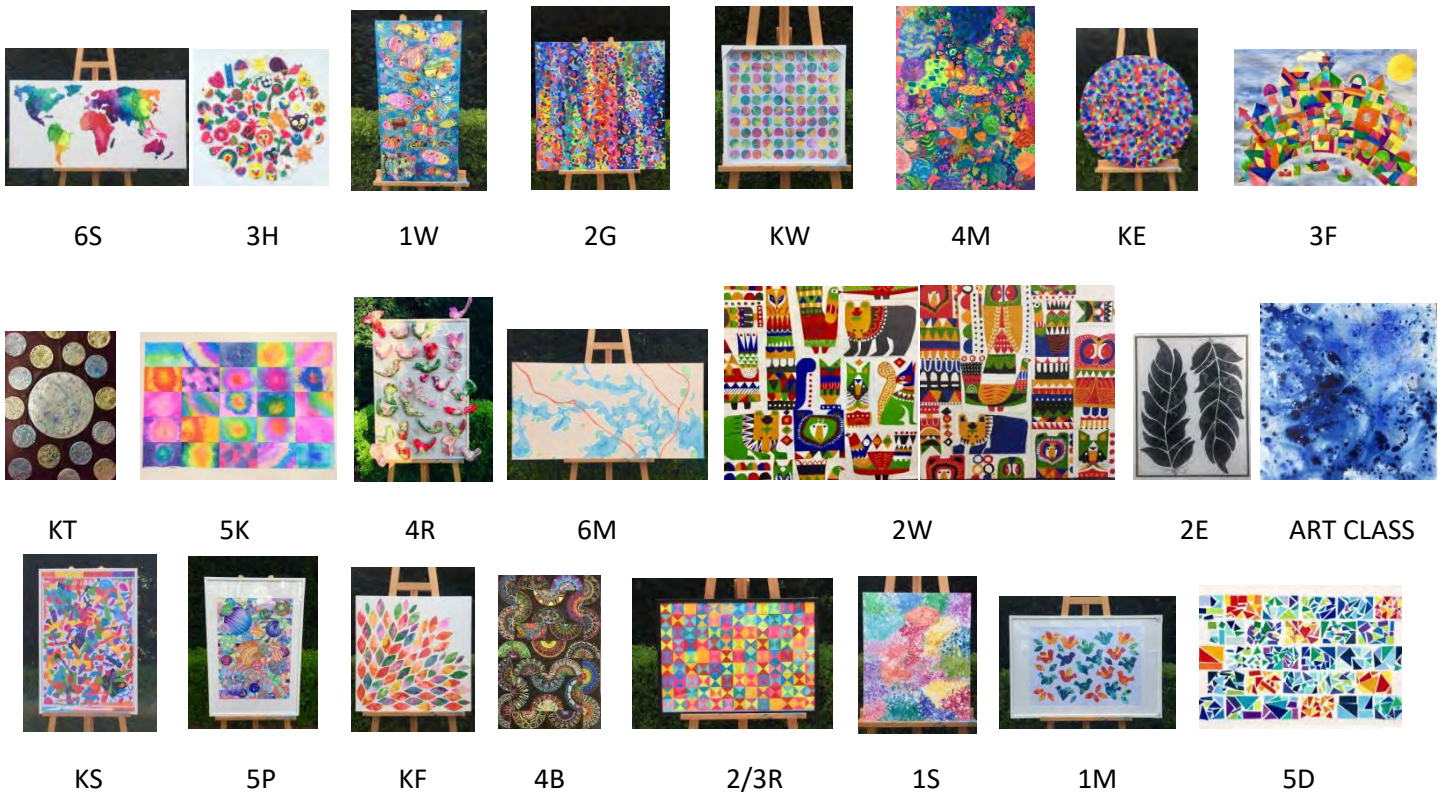 6S 3H 1W 2G KW 4M KE 3F
KT 5K 4R 6M 2W 2E ART CLASS
KS 5P KF 4B 2/3R 1S 1M 5D